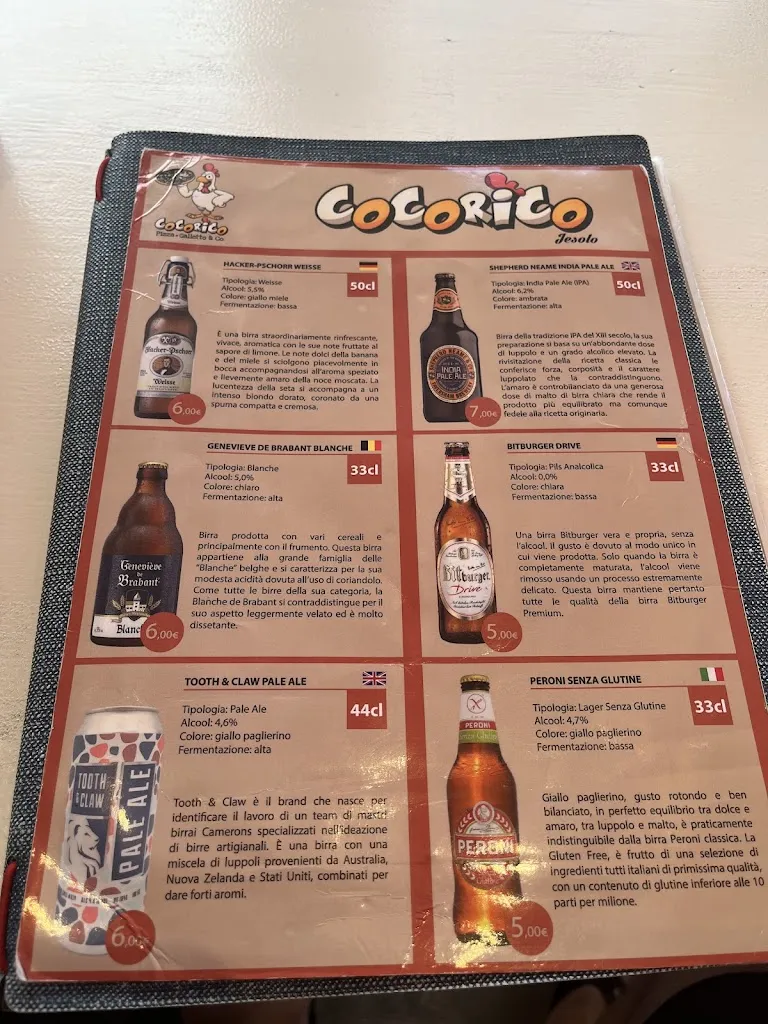 COCORICO
Pizza • Gallette & Co.
COCORICO
Jesolo
HACKER-PSCHORR WEISSE
Tipologia: Weisse
Alcool: 5,5%
Colore: giallo miele
Fermentazione: bassa
50cl
È una birra straordinariamente rinfrescante,
vivace, aromatica con le sue note fruttate al
sapore di limone. Le note dolci della banana
e del miele si sciolgono piacevolmente in
bocca accompagnandosi all'aroma speziato
e lievemente amaro della noce moscata. La
lucentezza della seta si accompagna a un
intenso biondo dorato, coronato da una
spuma compatta e cremosa.
Hacker-Pschorr
Weisse
6,00€
SHEPHERD NEAME INDIA PALE ALE
Tipologia: India Pale Ale (IPA)
Alcool: 6,2%
Colore: ambrata
Fermentazione: alta
50cl
Birra della tradizione IPA del XIII secolo, la sua
preparazione si basa su un'abbondante dose
di luppolo e un grado alcolico elevato. La
rivisitazione della ricetta classica le
conferisce forza, corposità e il carattere
luppolato che la contraddistinguono.
L'amaro è controbilanciato da una generosa
dose di malto di birra chiara che rende il
prodotto più equilibrato ma comunque
fedele alla ricetta originaria.
SHEPHERD NEAME
INDIA
PALE ALE
7,00€
GENEVIEVE DE BRABANT BLANCHE
Tipologia: Blanche
Alcool: 5,0%
Colore: chiaro
Fermentazione: alta
33cl
Birra prodotta con vari cereali e
principalmente con il frumento. Questa birra
appartiene alla grande famiglia delle
"Blanche" belghe e si caratterizza per la sua
modesta acidità dovuta all'uso di coriandolo.
Come tutte le birre della sua categoria, la
Blanche de Brabant si contraddistingue per il
suo aspetto leggermente velato ed è molto
dissetante.
Geneviève
de
Brabant
Blanc
6,00€
BITBURGER DRIVE
Tipologia: Pils Analcolica
Alcool: 0,0%
Colore: chiara
Fermentazione: bassa
33cl
Una birra Bitburger vera e propria, senza
l'alcool. Il gusto è dovuto al modo unico in
cui viene prodotta. Solo quando la birra è
completamente maturata, l'alcool viene
rimosso usando un processo estremamente
delicato. Questa birra mantiene pertanto
tutte le qualità della birra Bitburger
Premium.
Bitburger
Drive
5,00€
TOOTH & CLAW PALE ALE
Tipologia: Pale Ale
Alcool: 4,6%
Colore: giallo paglierino
Fermentazione: alta
44cl
Tooth & Claw è il brand che nasce per
identificare il lavoro di un team di mastri
birrai Camerons specializzati nell'ideazione
di birre artigianali. È una birra con una
miscela di luppoli provenienti da Australia,
Nuova Zelanda e Stati Uniti, combinati per
dare forti aromi.
TOOTH
& CLAW
PALE ALE
6,00€
PERONI SENZA GLUTINE
Tipologia: Lager Senza Glutine
Alcool: 4,7%
Colore: giallo paglierino
Fermentazione: bassa
33cl
Giallo paglierino, gusto rotondo e ben
bilanciato, in perfetto equilibrio tra dolce e
amaro, tra luppolo e malto, è praticamente
indistinguibile dalla birra Peroni classica. La
Gluten Free, è frutto di una selezione di
ingredienti tutti italiani di primissima qualità,
con un contenuto di glutine inferiore alle 10
parti per milione.
PERONI
PERONI
5,00€